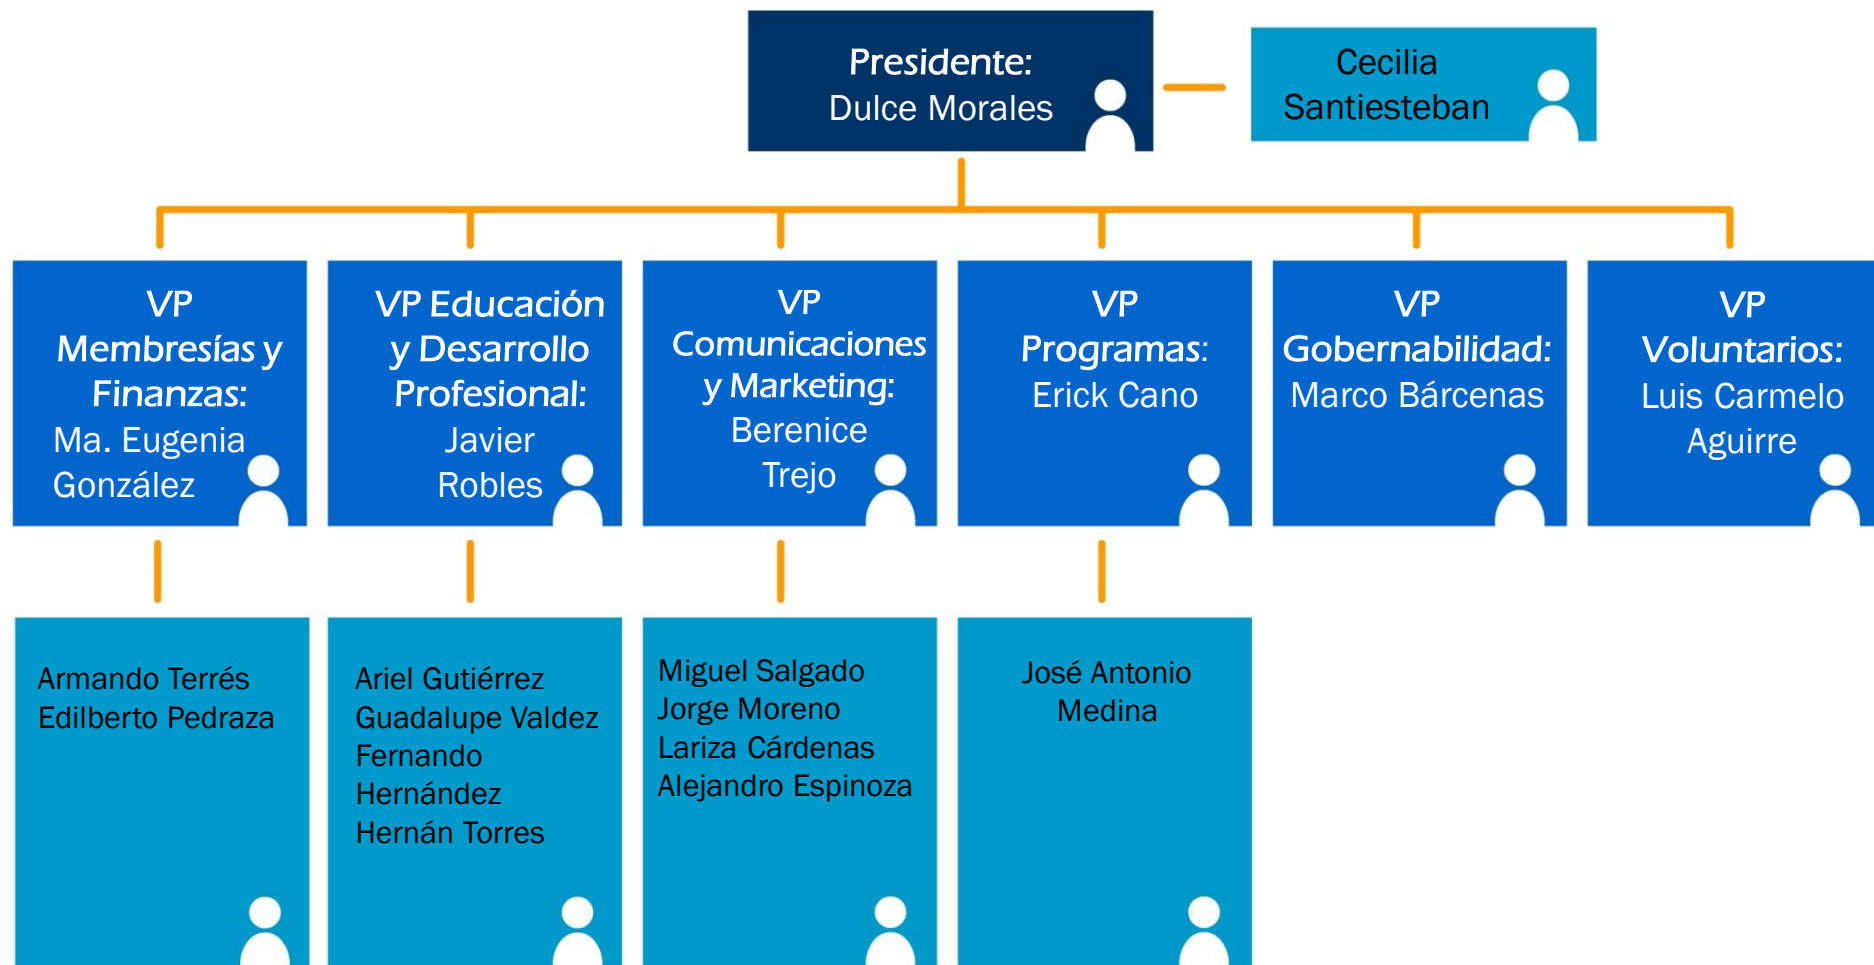 Presidente:
Dulce Morales
Cecilia
Santiesteban
VP
Membresías y
Finanzas:
Ma. Eugenia
González
VP Educación
y Desarrollo
Profesional:
Javier
Robles
VP
Comunicaciones
y Marketing:
Berenice
Trejo
VP
Programas:
Erick Cano
VP
Gobernabilidad:
Marco Bárcenas
VP
Voluntarios:
Luis Carmelo
Aguirre
Armando Terrés
Edilberto Pedraza
Ariel Gutiérrez
Guadalupe Valdez
Fernando
Hernández
Hernán Torres
Miguel Salgado
Jorge Moreno
Lariza Cárdenas
Alejandro Espinoza
José Antonio
Medina